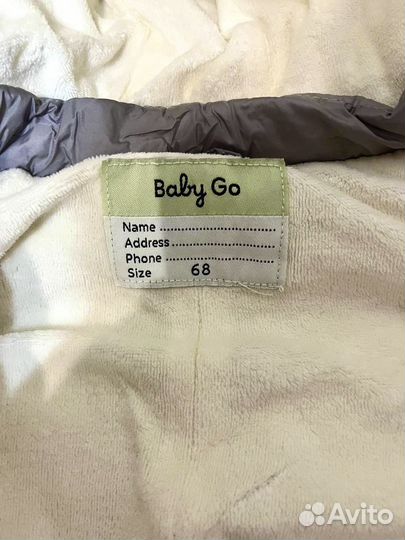 Baby Go
Name ........................
Address ........................
Phone ........................
Size 68
Avito